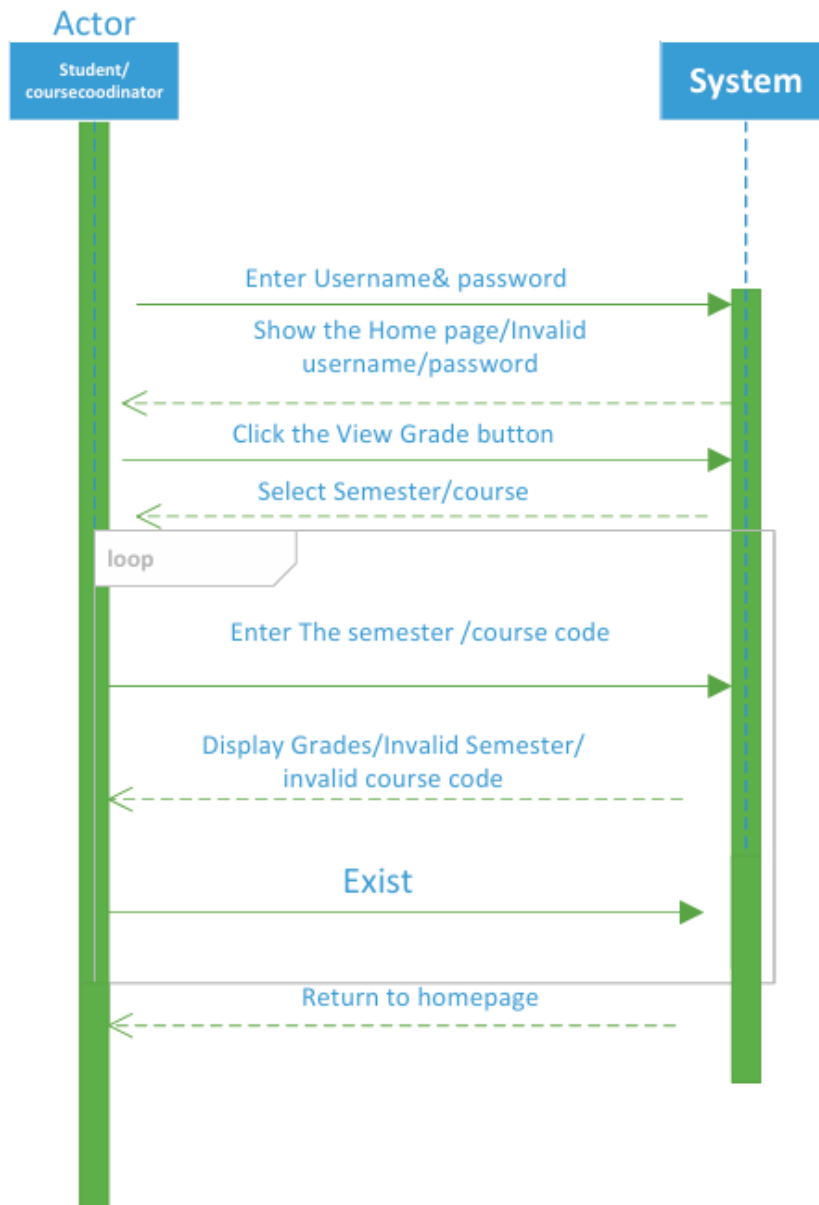 Actor
Student/
coursecoodinator
System
Enter Username& password
Show the Home page/Invalid
username/password
Click the View Grade button
Select Semester/course
loop
Enter The semester /course code
Display Grades/Invalid Semester/
invalid course code
Exist
Return to homepage